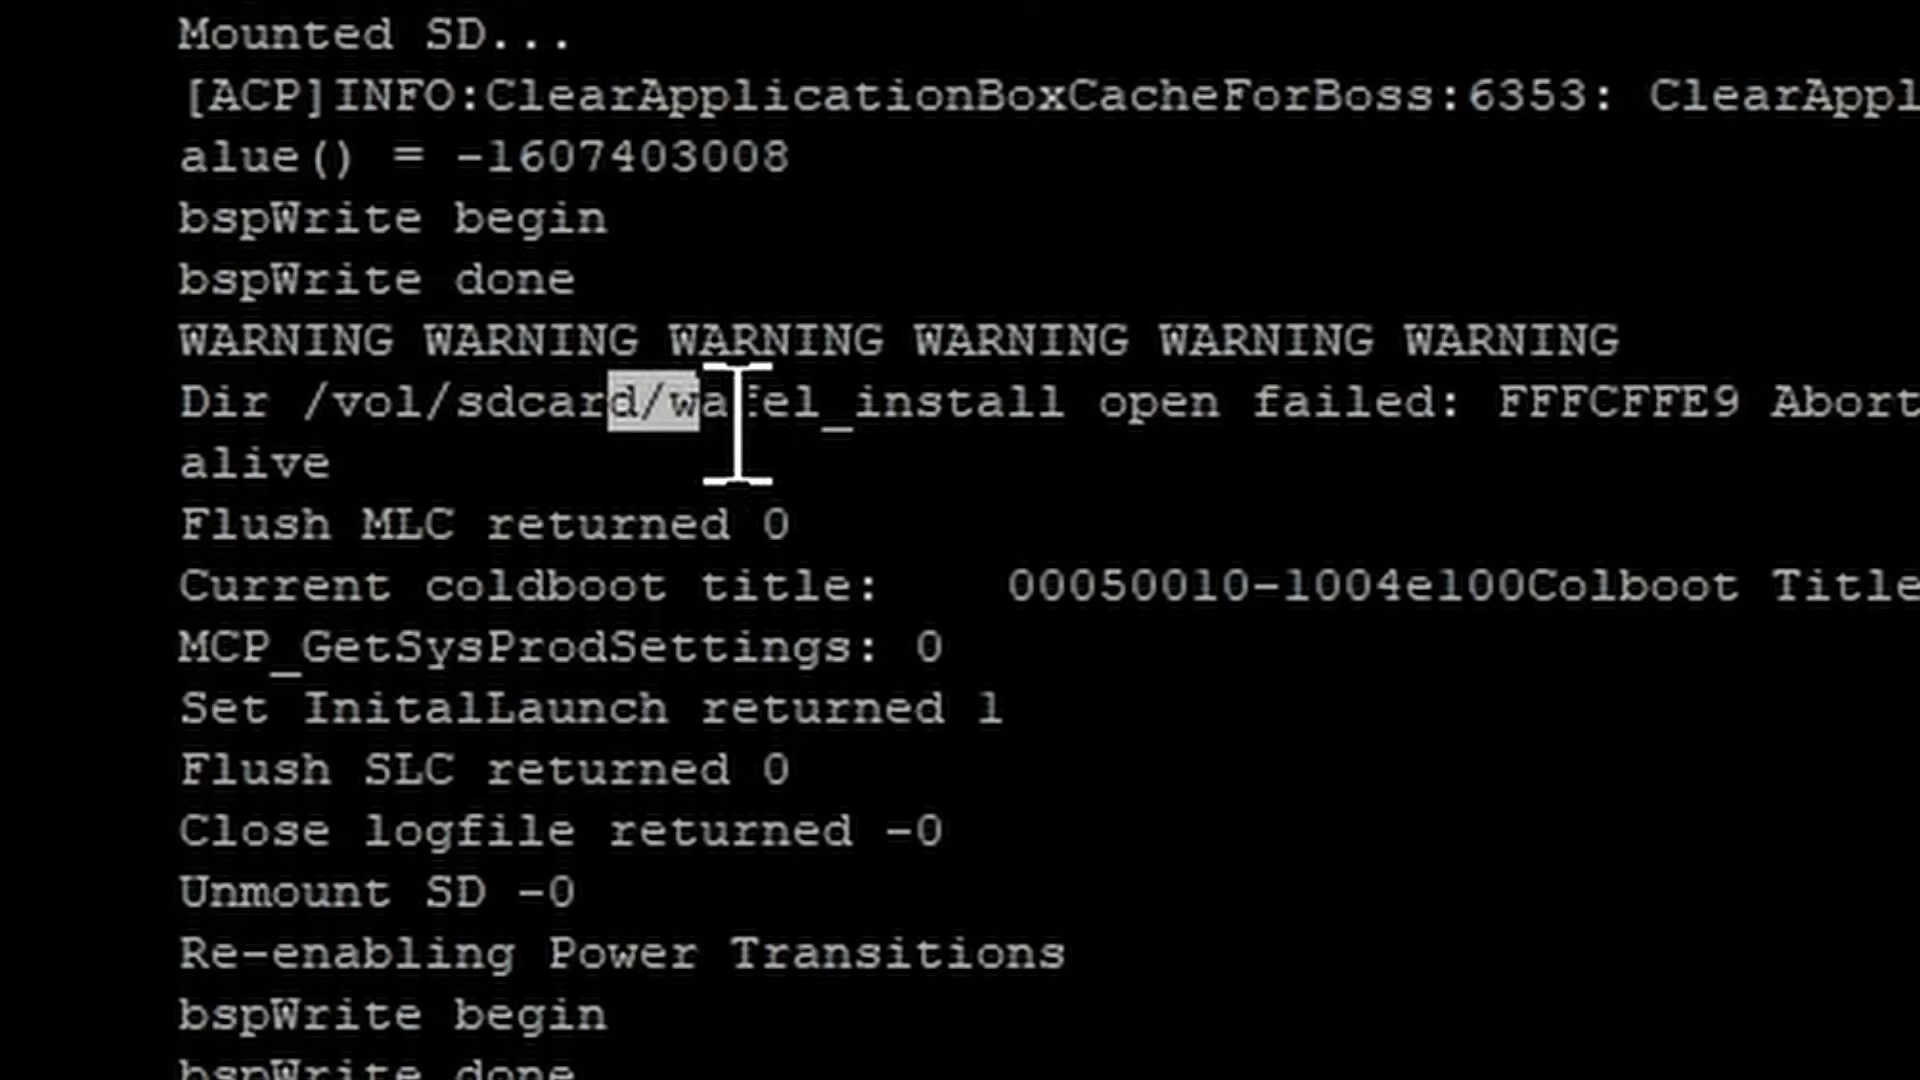 Mounted SD...
[ACP]INFO:ClearApplicationBoxCacheForBoss:6353: ClearAppl
alue() = -1607403008
bspWrite begin
bspWrite done
WARNING WARNING WARNING WARNING WARNING WARNING
Dir /vol/sdcard/wafel_install open failed: FFFCFFE9 Abort
alive
Flush MLC returned 0
Current coldboot title:    00050010-1004e100Colboot Title
MCP_GetSysProdSettings: 0
Set InitalLaunch returned 1
Flush SLC returned 0
Close logfile returned -0
Unmount SD -0
Re-enabling Power Transitions
bspWrite begin
bspWrite done